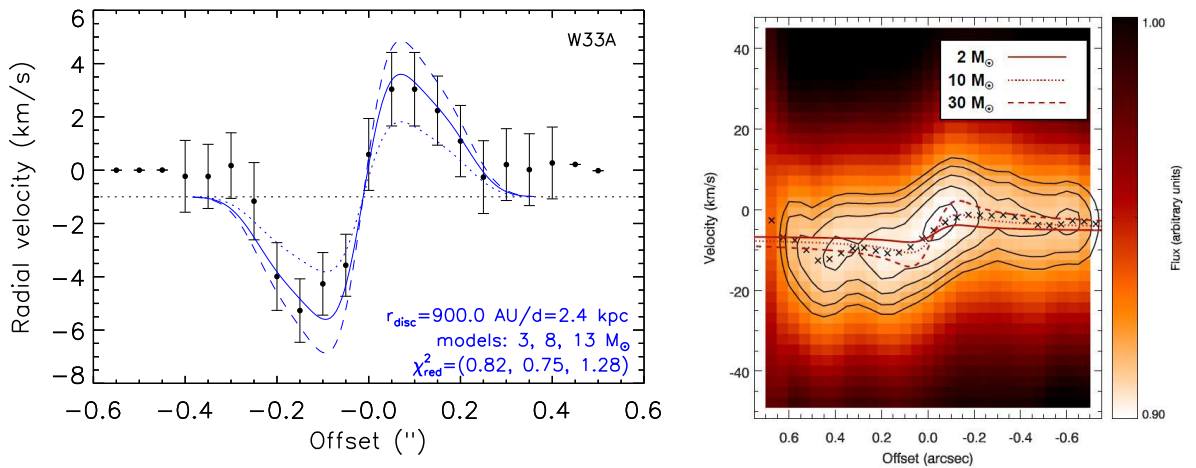 W33A
Radial velocity (km/s)
6
4
2
0
−2
−4
−6
−8
r_disc=900.0 AU/d=2.4 kpc
models: 3, 8, 13 M⊙
χ²_red=(0.82, 0.75, 1.28)
−0.6 −0.4 −0.2 −0.0 0.2 0.4 0.6
Offset (")
2 M⊙
10 M⊙
30 M⊙
Velocity (km/s)
40
20
0
-20
-40
0.6 0.4 0.2 0.0 -0.2 -0.4 -0.6
Offset (arcsec)
1.00
0.90
Flux (arbitrary units)